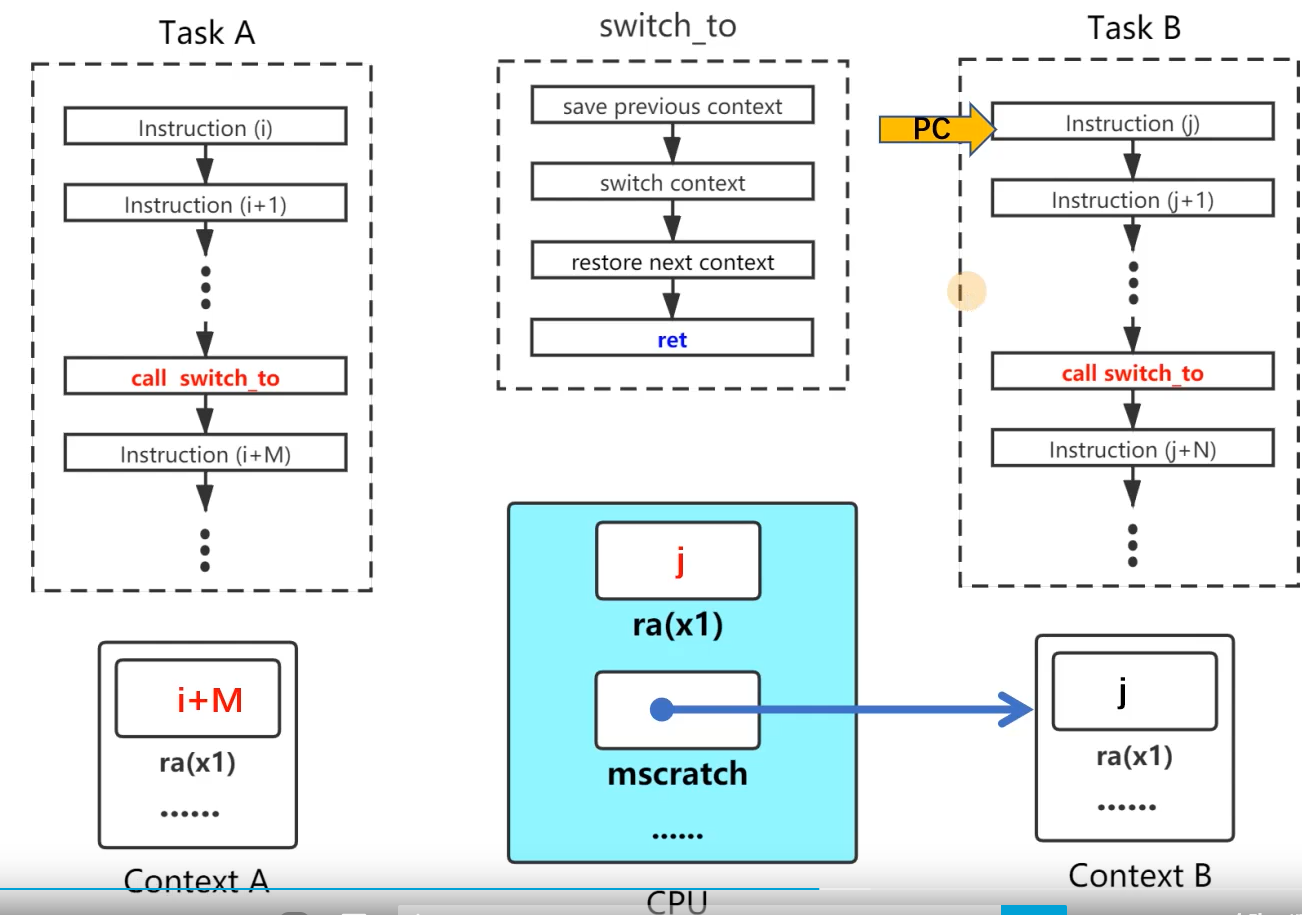 Task A
Instruction (i)
Instruction (i+1)
call switch_to
Instruction (i+M)
switch_to
save previous context
switch context
restore next context
ret
Task B
PC
Instruction (j)
Instruction (j+1)
call switch_to
Instruction (j+N)
i+M
ra(x1)
......
Context A
j
ra(x1)
mscratch
......
CPU
j
ra(x1)
......
Context B